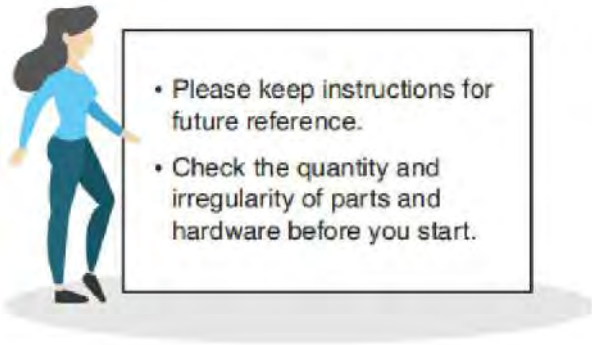 • Please keep instructions for
future reference.
• Check the quantity and
irregularity of parts and
hardware before you start.